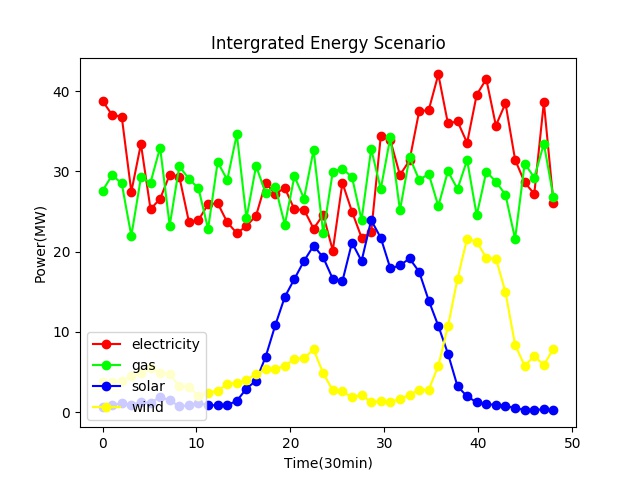 Intergrated Energy Scenario
Power(MW)
40
30
20
10
0
electricity
gas
solar
wind
0 10 20 30 40 50
Time(30min)